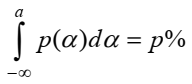 ∫_{-∞}^{a} p(α)dα = p%